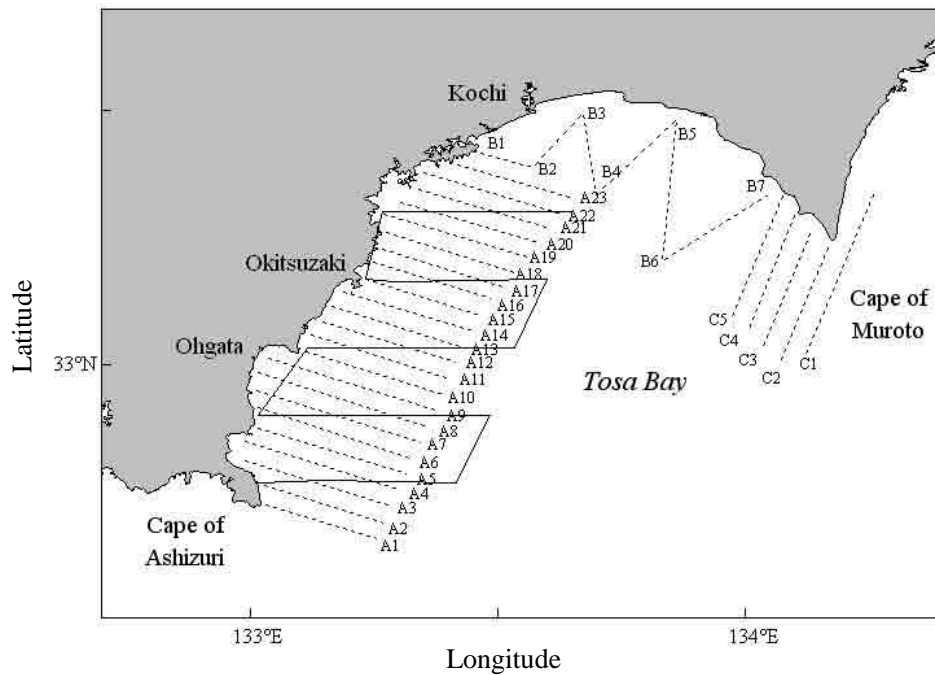 Kochi
B3
B1
B5
B2
B4
B7
A23
A22
A21
A20
A19
B6
Okitsuzaki
A18
A17
A16
A15
A14
A13
A12
A11
A10
A9
A8
A7
A6
A5
A4
A3
A2
A1
Cape of
Muroto
C5
C4
C3
C2
C1
Ohgata
33°N
Latitude
Tosa Bay
Cape of
Ashizuri
133°E
134°E
Longitude